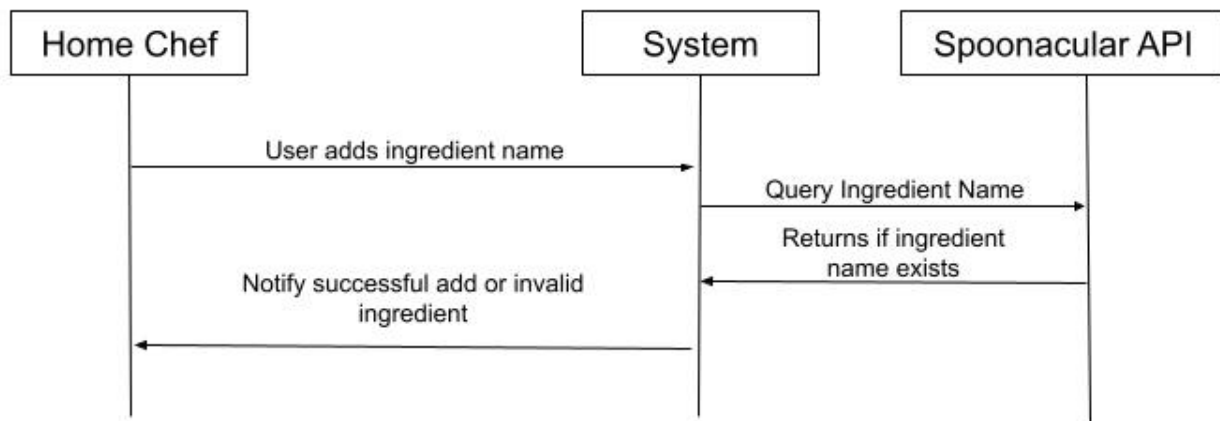 Home Chef
System
Spoonacular API
User adds ingredient name
Query Ingredient Name
Returns if ingredient
name exists
Notify successful add or invalid
ingredient